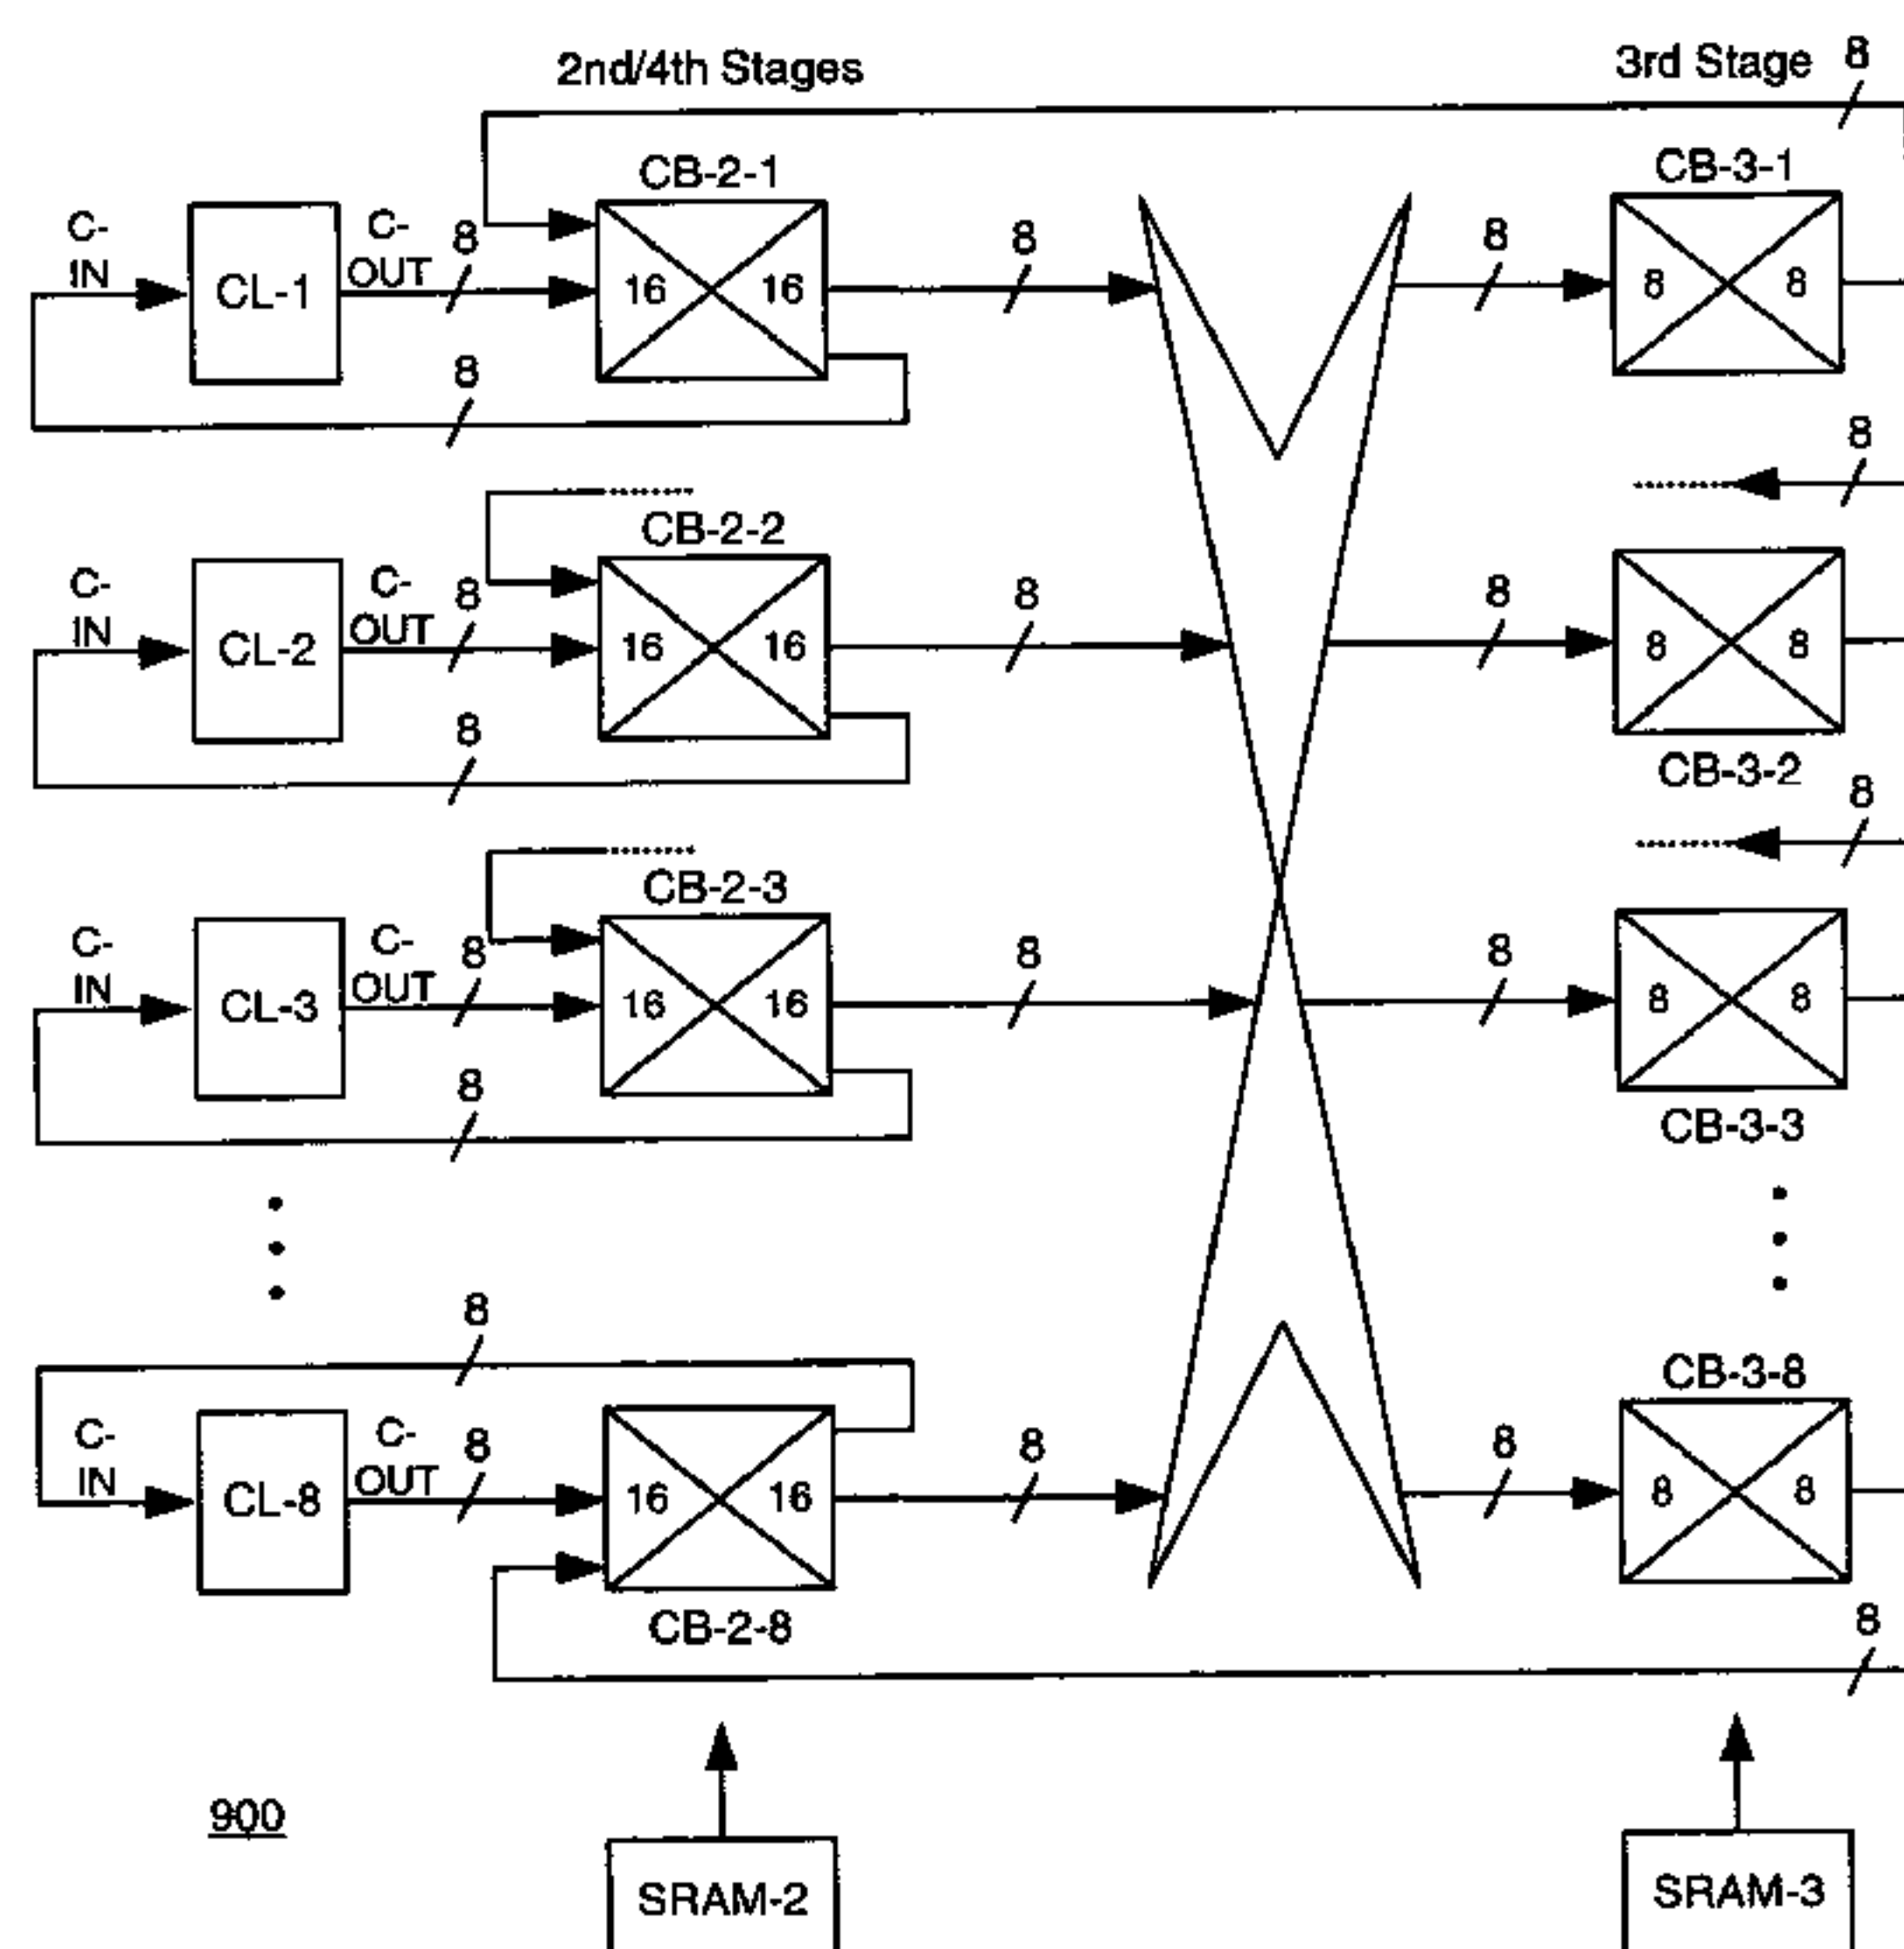 2nd/4th Stages
3rd Stage
8
CB-2-1
CB-3-1
C-
IN
CL-1
C-
OUT
8
16
16
8
8
8
8
8
8
CB-2-2
C-
IN
CL-2
C-
OUT
8
16
16
8
8
8
8
8
CB-3-2
8
CB-2-3
C-
IN
CL-3
C-
OUT
8
16
16
8
8
8
8
8
CB-3-3
8
CB-3-8
C-
IN
CL-8
C-
OUT
8
16
16
8
8
8
8
CB-2-8
8
900
SRAM-2
SRAM-3